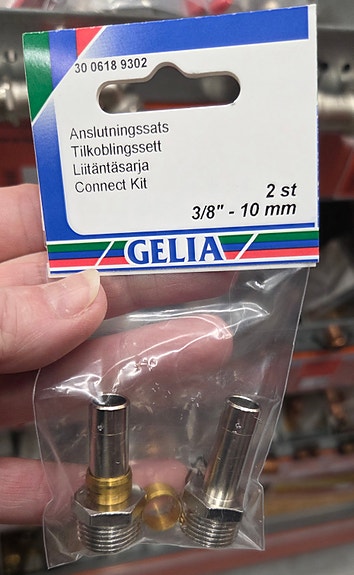 30 0618 9302
Anslutningssats
Tilkoblingssett
Liitäntäsarja
Connect Kit
2 st
3/8" - 10 mm
GELIA